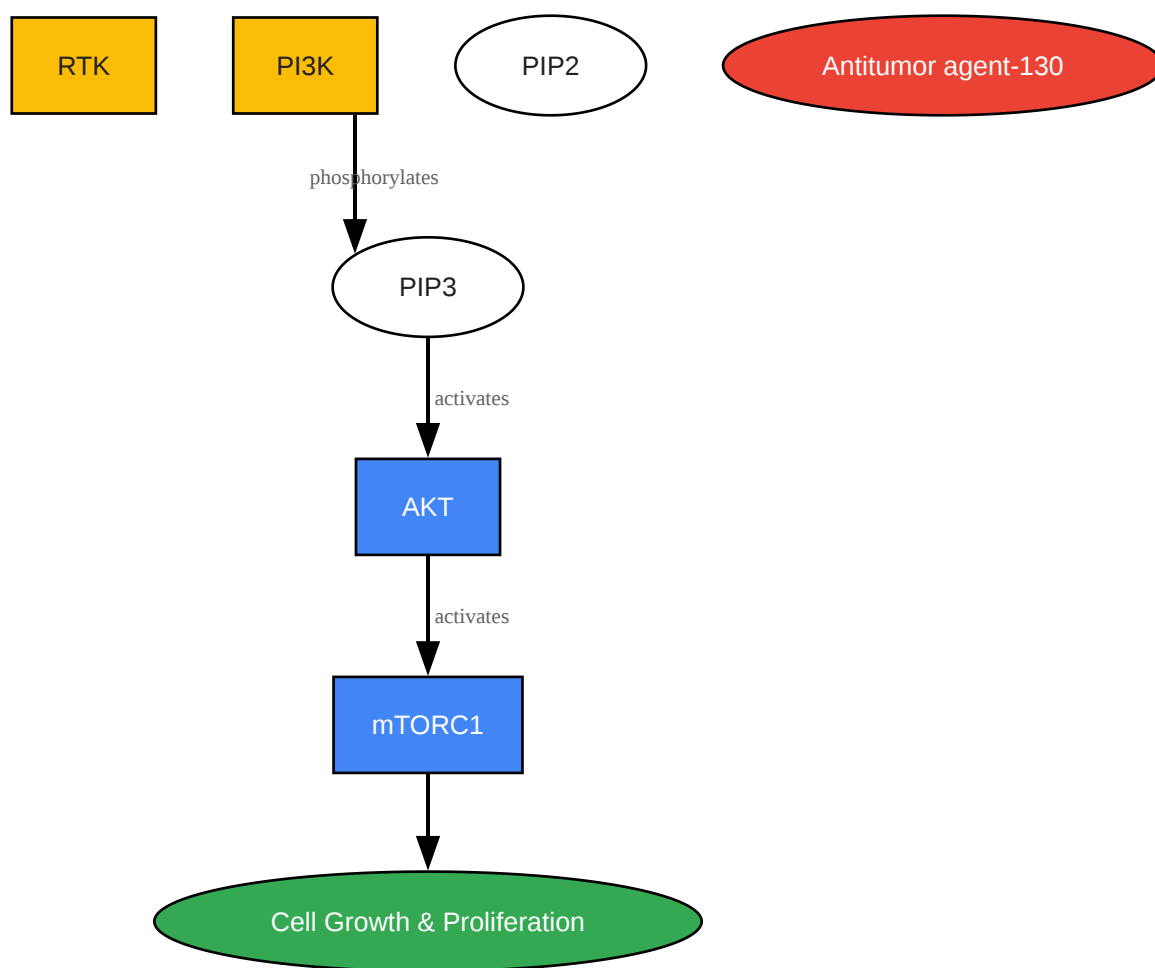 RTK
PI3K
PIP2
Antitumor agent-130
phosphorylates
PIP3
activates
AKT
activates
mTORC1
Cell Growth & Proliferation